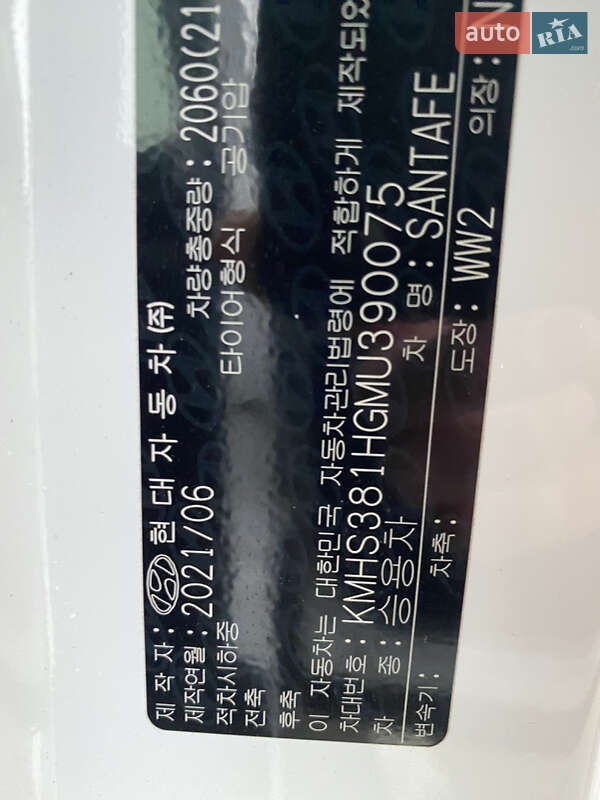 auto RIA .com
제 작 자: HYUNDAI 현대자동차(주)
제작연월: 2021/06 차량총중량: 2060(21
적차시하중 타이어형식 공기압
전축
후축
이 자동차는 대한민국 자동차관리법령에 적합하게 제작되었
차대번호: KMHS381HGMU390075
차 종: 승용차 차 명: SANTAFE
변속기: 차축: 도장: WW2 의장: